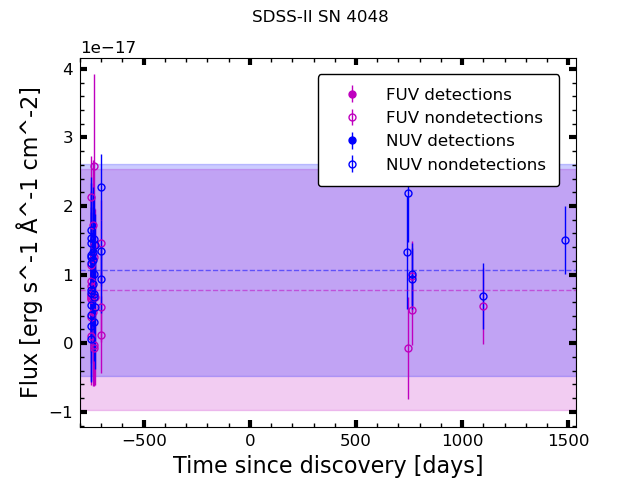 SDSS-II SN 4048
1e−17
FUV detections
FUV nondetections
NUV detections
NUV nondetections
4
3
2
1
0
−1
Flux [erg s^-1 Å^-1 cm^-2]
−500
0
500
1000
1500
Time since discovery [days]